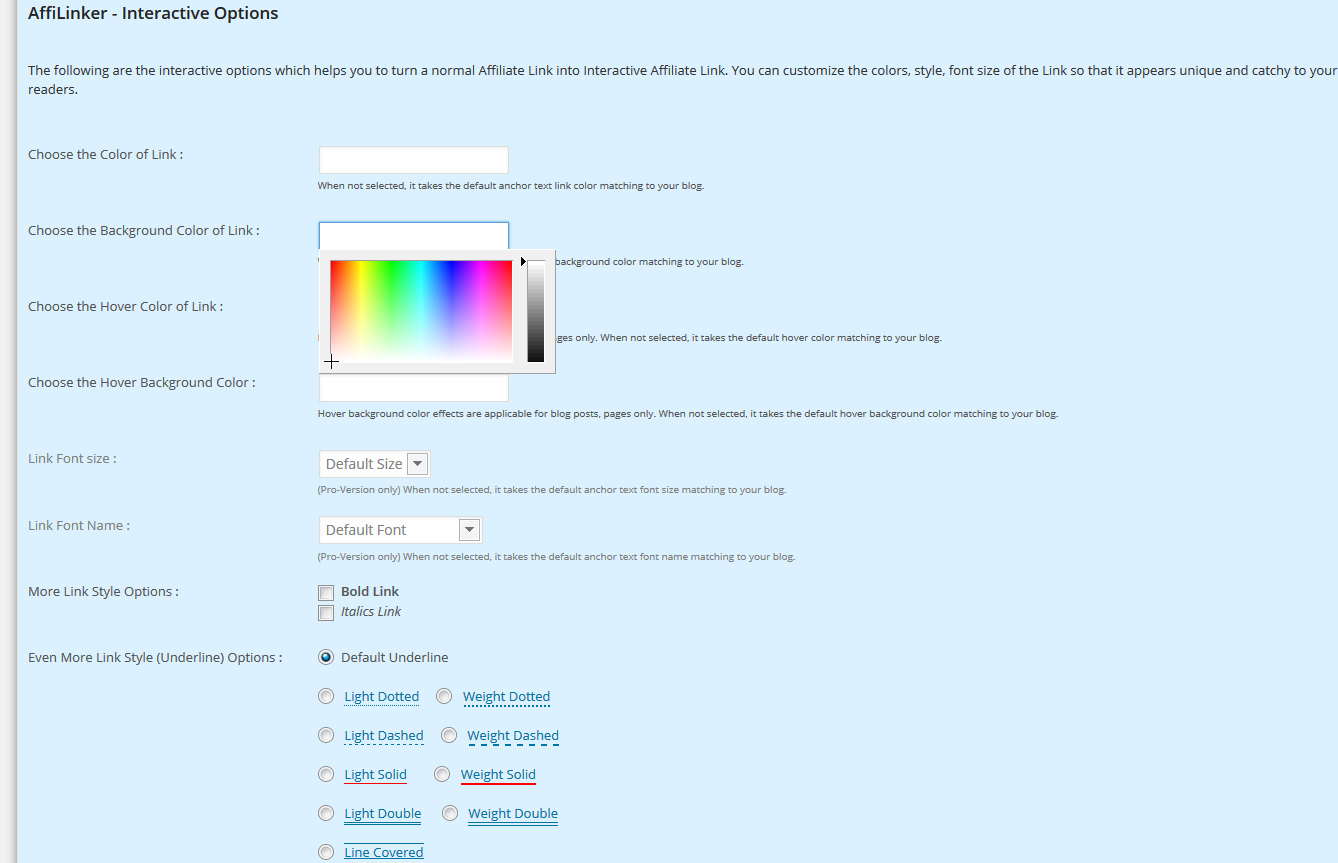 AffiLinker - Interactive Options
The following are the interactive options which helps you to turn a normal Affiliate Link into Interactive Affiliate Link. You can customize the colors, style, font size of the Link so that it appears unique and catchy to your
readers.
Choose the Color of Link :
When not selected, it takes the default anchor text link color matching to your blog.
Choose the Background Color of Link :
background color matching to your blog.
Choose the Hover Color of Link :
ges only. When not selected, it takes the default hover color matching to your blog.
Choose the Hover Background Color :
Hover background color effects are applicable for blog posts, pages only. When not selected, it takes the default hover background color matching to your blog.
Link Font size :
Default Size
(Pro-Version only) When not selected, it takes the default anchor text font size matching to your blog.
Link Font Name :
Default Font
(Pro-Version only) When not selected, it takes the default anchor text font name matching to your blog.
More Link Style Options :
Bold Link
Italics Link
Even More Link Style (Underline) Options :
Default Underline
Light Dotted Weight Dotted
Light Dashed Weight Dashed
Light Solid Weight Solid
Light Double Weight Double
Line Covered